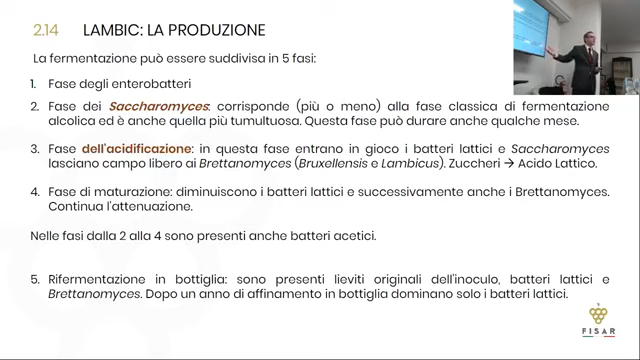 2.14 LAMBIC: LA PRODUZIONE
La fermentazione può essere suddivisa in 5 fasi:
1. Fase degli enterobatteri
2. Fase dei Saccharomyces: corrisponde (più o meno) alla fase classica di fermentazione
alcolica ed è anche quella più tumultuosa. Questa fase può durare anche qualche mese.
3. Fase dell'acidificazione: in questa fase entrano in gioco i batteri lattici e Saccharomyces
lasciano campo libero ai Brettanomyces (Bruxellensis e Lambicus). Zuccheri → Acido Lattico.
4. Fase di maturazione: diminuiscono i batteri lattici e successivamente anche i Brettanomyces.
Continua l'attenuazione.
Nelle fasi dalla 2 alla 4 sono presenti anche batteri acetici.
5. Rifermentazione in bottiglia: sono presenti lieviti originali dell'inoculo, batteri lattici e
Brettanomyces. Dopo un anno di affinamento in bottiglia dominano solo i batteri lattici.
FISAR